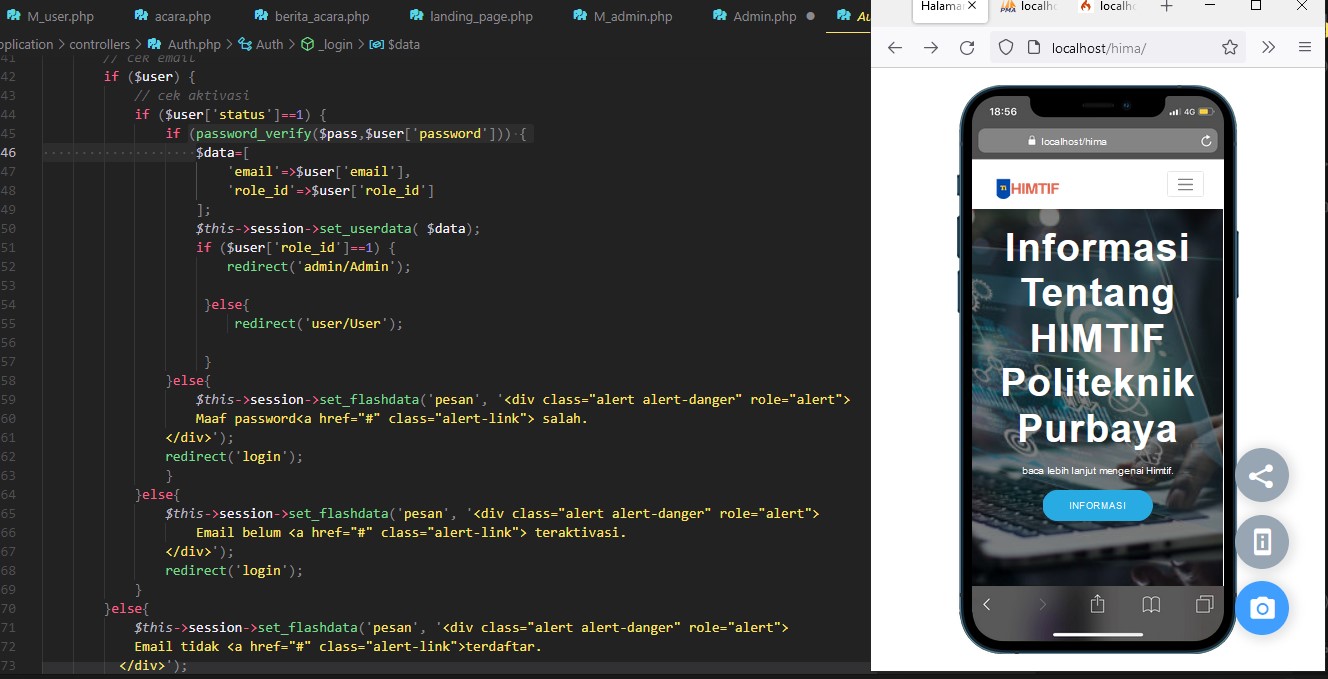 M_user.php acara.php berita_acara.php landing_page.php M_admin.php Admin.php Au
pplication > controllers > Auth.php > Auth > _login > $data
41 // cek email
42 if ($user) {
43 // cek aktivasi
44 if ($user['status']==1) {
45 if (password_verify($pass,$user['password'])) {
46 $data=[
47 'email'=>$user['email'],
48 'role_id'=>$user['role_id']
49 ];
50 $this->session->set_userdata( $data);
51 if ($user['role_id']==1) {
52 redirect('admin/Admin');
53
54 }else{
55 redirect('user/User');
56
57 }
58 }else{
59 $this->session->set_flashdata('pesan', '<div class="alert alert-danger" role="alert">
60 Maaf password<a href="#" class="alert-link"> salah.
61 </div>');
62 redirect('login');
63 }
64 }else{
65 $this->session->set_flashdata('pesan', '<div class="alert alert-danger" role="alert">
66 Email belum <a href="#" class="alert-link"> teraktivasi.
67 </div>');
68 redirect('login');
69 }
70 }else{
71 $this->session->set_flashdata('pesan', '<div class="alert alert-danger" role="alert">
72 Email tidak <a href="#" class="alert-link">terdaftar.
73 </div>');
Halama localh localh
localhost/hima/
18:56 4G
localhost/hima
TI HIMTIF
Informasi
Tentang
HIMTIF
Politeknik
Purbaya
baca lebih lanjut mengenai Himtif.
INFORMASI